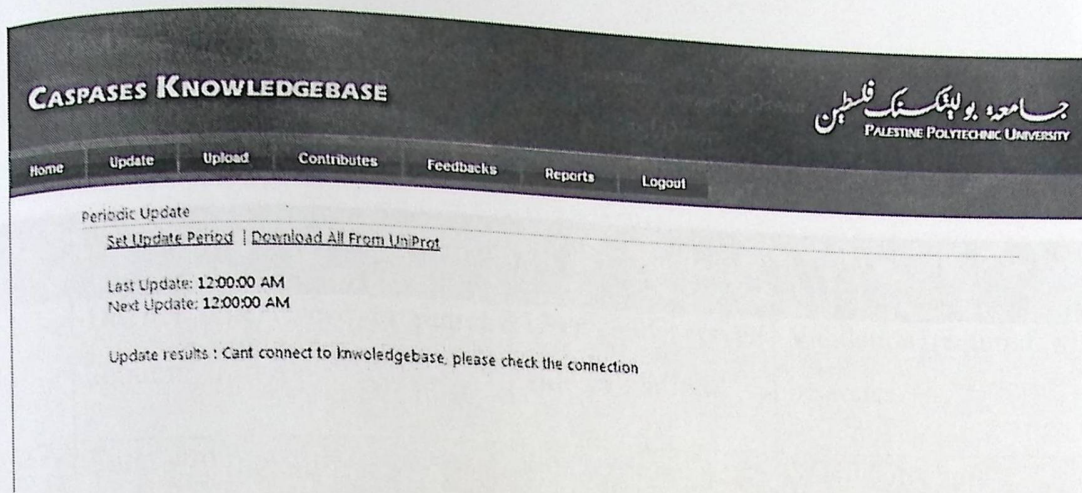 CASPASES KNOWLEDGEBASE
جامعة بوليتكنك فلسطين
PALESTINE POLYTECHNIC UNIVERSITY
Home Update Upload Contributes Feedbacks Reports Logout
Periodic Update
Set Update Period | Download All From UniProt
Last Update: 12:00:00 AM
Next Update: 12:00:00 AM
Update results : Cant connect to knwoledgebase, please check the connection